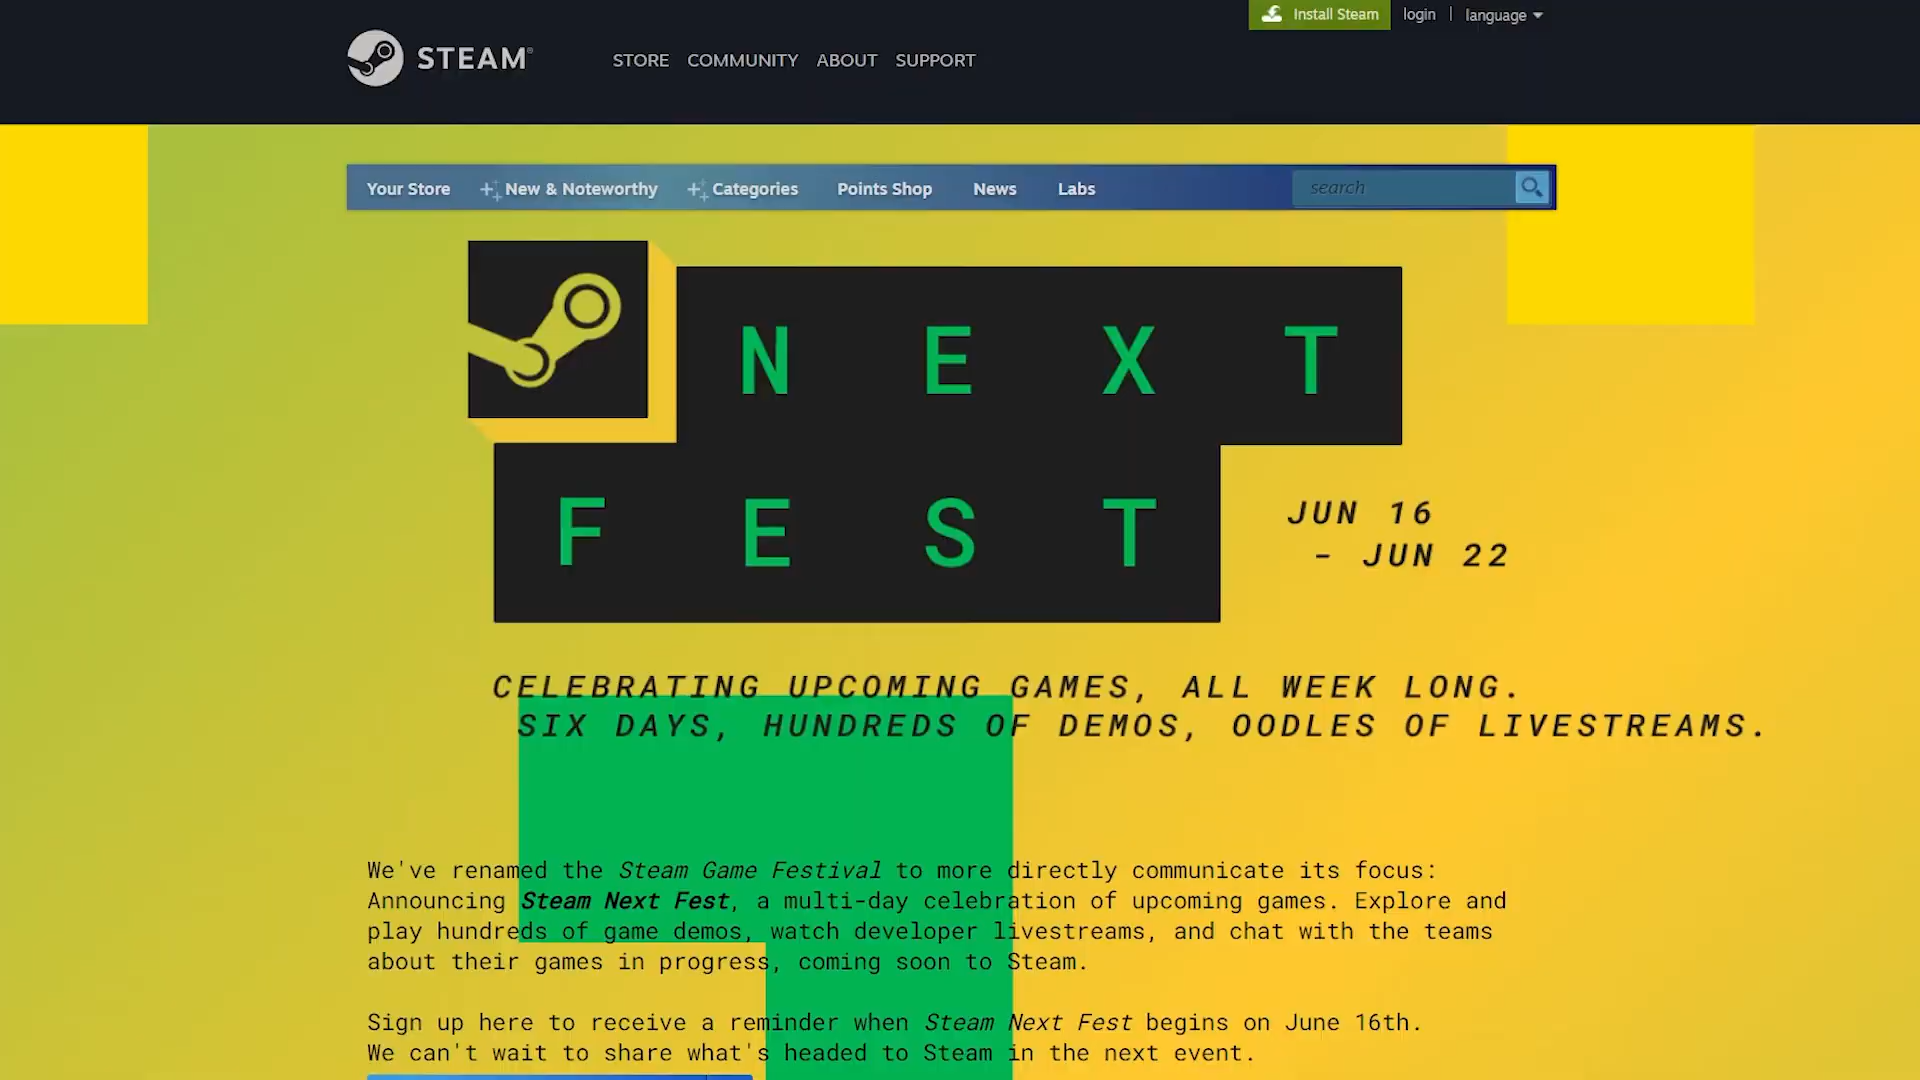 Install Steam login | language
STEAM®
STORE COMMUNITY ABOUT SUPPORT
Your Store New & Noteworthy Categories Points Shop News Labs search
NEXT
FEST
JUN 16
- JUN 22
CELEBRATING UPCOMING GAMES, ALL WEEK LONG.
SIX DAYS, HUNDREDS OF DEMOS, OODLES OF LIVESTREAMS.
We've renamed the Steam Game Festival to more directly communicate its focus:
Announcing Steam Next Fest, a multi-day celebration of upcoming games. Explore and
play hundreds of game demos, watch developer livestreams, and chat with the teams
about their games in progress, coming soon to Steam.
Sign up here to receive a reminder when Steam Next Fest begins on June 16th.
We can't wait to share what's headed to Steam in the next event.